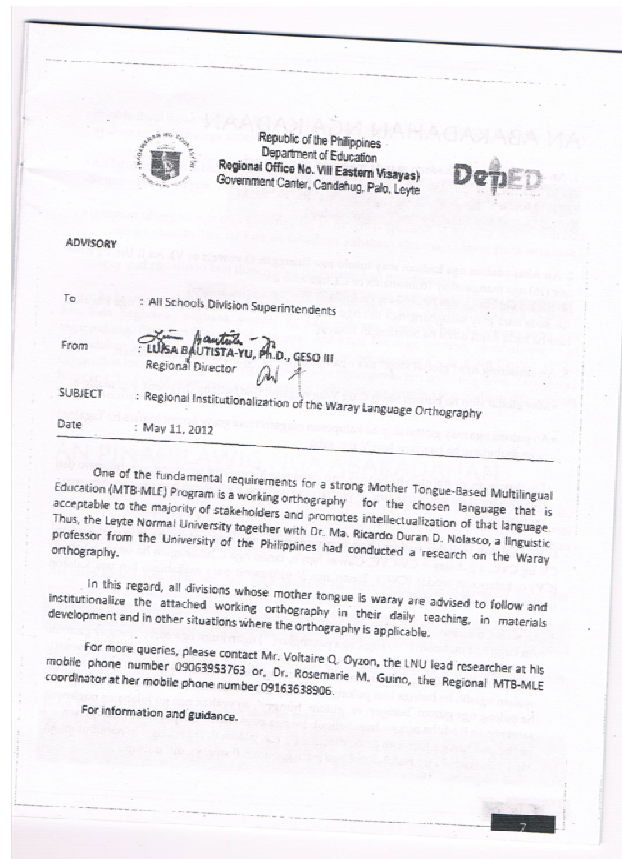 Republic of the Philippines
Department of Education
Regional Office No. VIII Eastern Visayas)
Government Canter, Candahug, Palo, Leyte
DepED
ADVISORY
To : All Schools Division Superintendents
From : LUISA BAUTISTA-YU, Ph.D., CESO III
Regional Director
SUBJECT : Regional Institutionalization of the Waray Language Orthography
Date : May 11, 2012
One of the fundamental requirements for a strong Mother Tongue-Based Multilingual
Education (MTB-MLE) Program is a working orthography for the chosen language that is
acceptable to the majority of stakeholders and promotes intellectualization of that language.
Thus, the Leyte Normal University together with Dr. Ma. Ricardo Duran D. Nolasco, a linguistic
professor from the University of the Philippines had conducted a research on the Waray
orthography.
In this regard, all divisions whose mother tongue is waray are advised to follow and
institutionalize the attached working orthography in their daily teaching, in materials
development and in other situations where the orthography is applicable.
For more queries, please contact Mr. Voltaire Q. Oyzon, the LNU lead researcher at his
mobile phone number 09063953763 or, Dr. Rosemarie M. Guino, the Regional MTB-MLE
coordinator at her mobile phone number 09163638906.
For information and guidance.
7